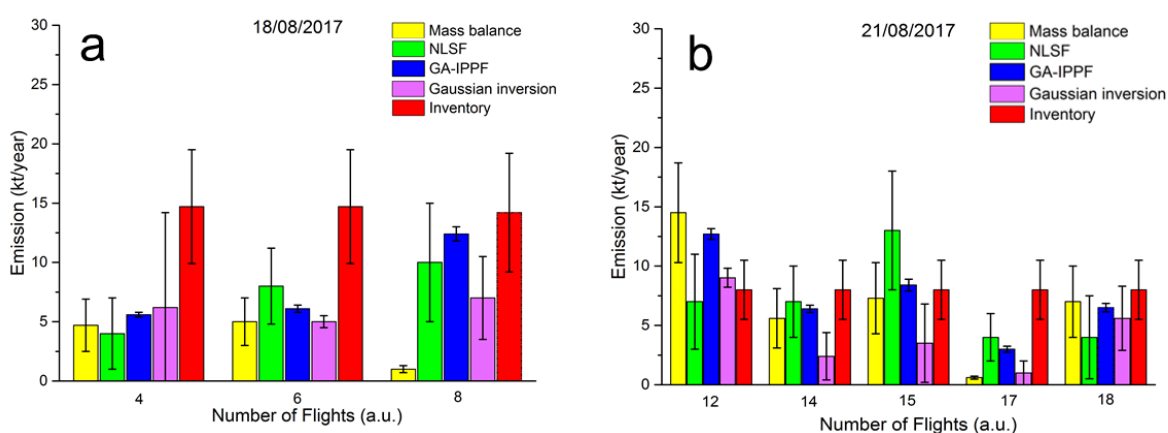 a
18/08/2017
Mass balance
NLSF
GA-IPPF
Gaussian inversion
Inventory
Emission (kt/year)
30
25
20
15
10
5
0
4 6 8
Number of Flights (a.u.)
b
21/08/2017
Mass balance
NLSF
GA-IPPF
Gaussian inversion
Inventory
Emission (kt/year)
30
25
20
15
10
5
0
12 14 15 17 18
Number of Flights (a.u.)